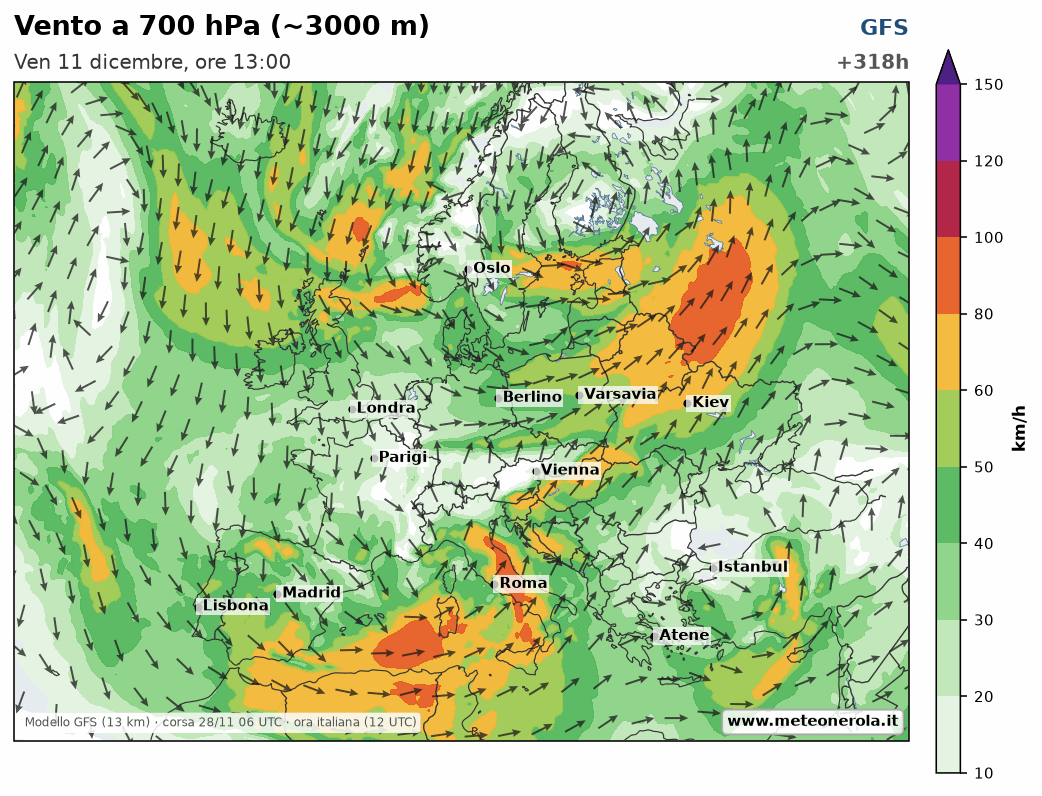 Vento a 700 hPa (~3000 m)
GFS
Ven 11 dicembre, ore 13:00
+318h
150
120
100
80
60
50
40
30
20
10
km/h
Oslo
Berlino
Varsavia
Kiev
Londra
Parigi
Vienna
Istanbul
Roma
Madrid
Lisbona
Atene
Modello GFS (13 km) · corsa 28/11 06 UTC · ora italiana (12 UTC)
www.meteonerola.it